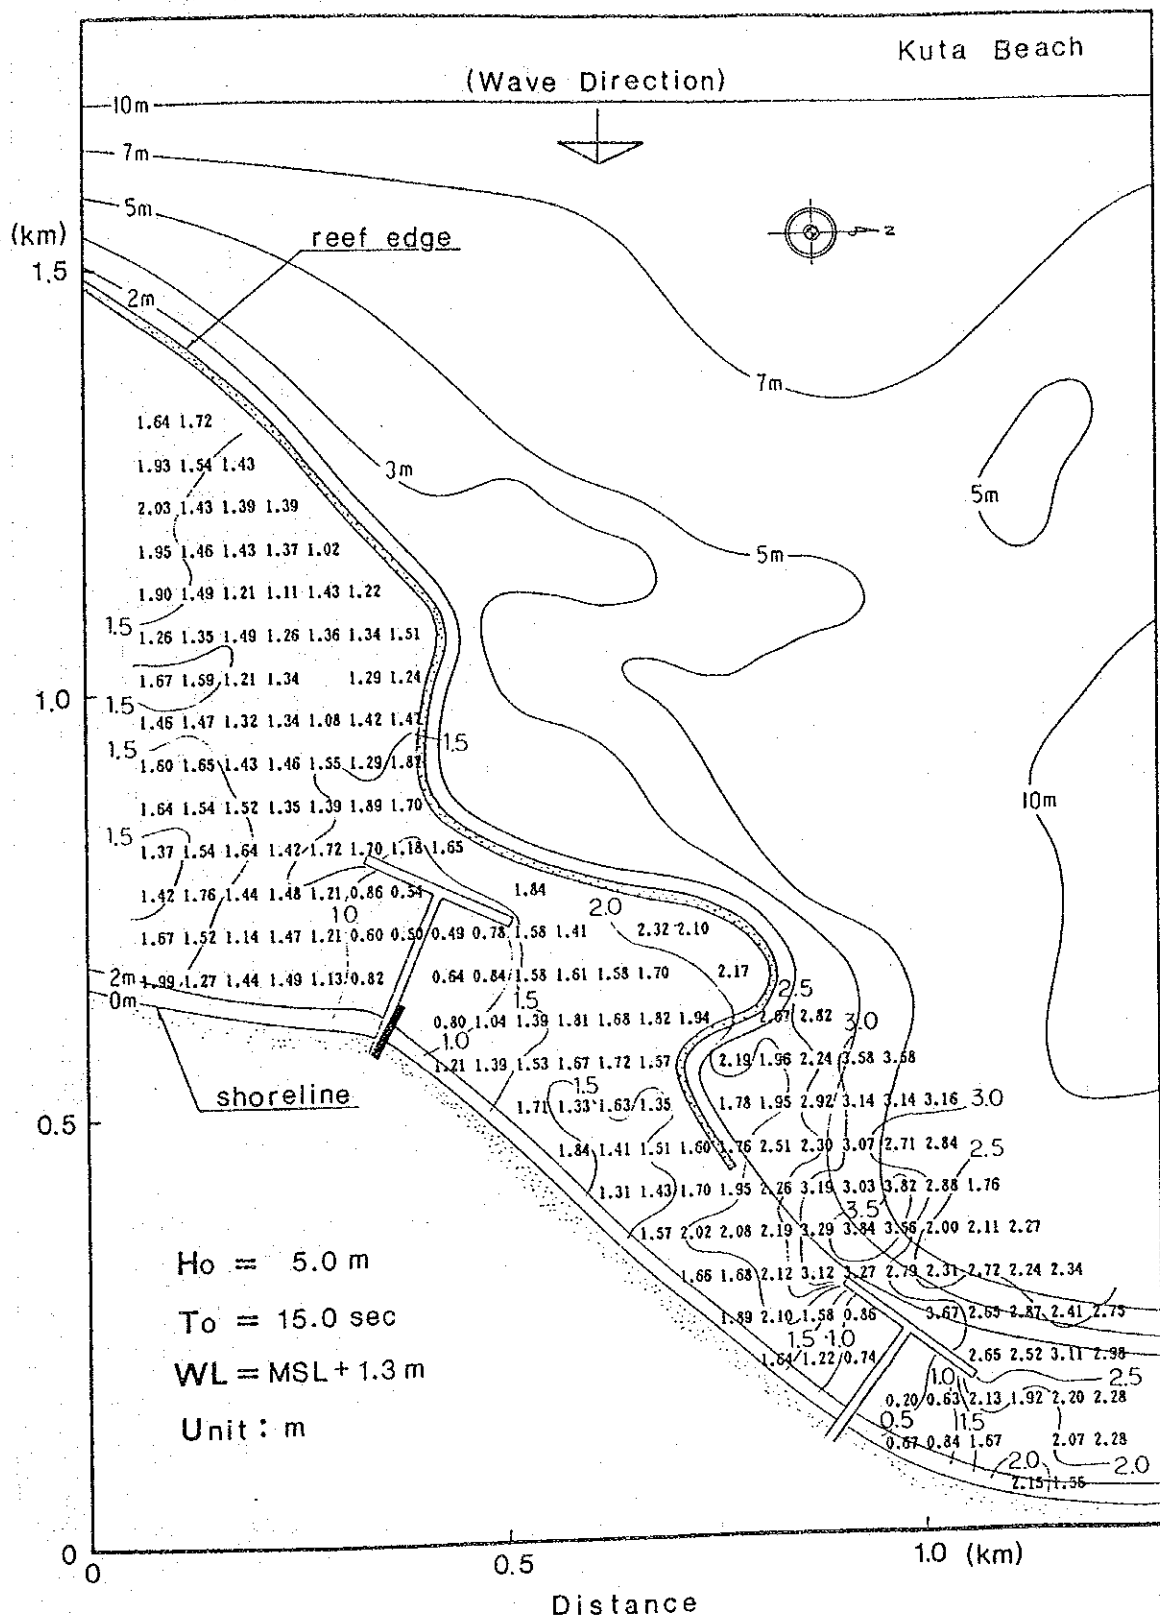 Kuta Beach
(Wave Direction)
10m
7m
5m
(km)
reef edge
1.5
2m
7m
3m
5m
5m
1.64 1.72
1.93 1.54 1.43
2.03 1.43 1.39 1.39
1.95 1.46 1.43 1.37 1.02
1.90 1.49 1.21 1.11 1.43 1.22
1.5
1.26 1.35 1.49 1.26 1.36 1.34 1.51
1.67 1.59 1.21 1.34 1.29 1.24
1.0
1.5
1.46 1.47 1.32 1.34 1.08 1.42 1.47
1.5
1.5
1.60 1.65 1.43 1.46 1.55 1.29
10m
1.64 1.54 1.52 1.35 1.39 1.89 1.70
1.5
1.37 1.54 1.64 1.42 1.72 1.70 1.18 1.65
1.42 1.76 1.44 1.48 1.21 0.86 0.54 1.84
10
2.0
1.67 1.52 1.14 1.47 1.21 0.60 0.50 0.49 0.78 1.58 1.41 2.32 2.10
2m
1.99 1.27 1.44 1.49 1.13 0.82 0.64 0.84 1.58 1.61 1.58 1.70 2.17
0m
2.5
1.5
0.80 1.04 1.39 1.81 1.68 1.82 1.94 2.67 2.82
3.0
1.0
1.21 1.39 1.53 1.67 1.72 1.57 2.19 1.96 2.24 3.58 3.58
shoreline
1.5
1.71 1.33 1.63 1.35 1.78 1.95 2.92 3.14 3.14 3.16
3.0
0.5
1.84 1.41 1.51 1.60 1.76 2.51 2.30 3.07 2.71 2.84
2.5
1.31 1.43 1.70 1.95 2.26 3.19 3.03 3.82 2.88 1.76
3.5
1.57 2.02 2.08 2.19 3.29 3.84 3.56 2.00 2.11 2.27
Ho = 5.0 m
1.66 1.68 2.12 3.12 3.27 2.79 2.31 2.72 2.24 2.34
To = 15.0 sec
1.89 2.10 1.58 0.86 3.67 2.65 2.87 2.41 2.75
1.5 1.0
WL = MSL + 1.3 m
1.64 1.22 0.74 2.65 2.52 3.11 2.98
1.0
2.5
0.20 0.63 2.13 1.92 2.20 2.28
0.5
1.5
Unit : m
0.67 0.84 1.67 2.07 2.28
2.0
2.0
2.15
0
0
0.5
1.0 (km)
Distance